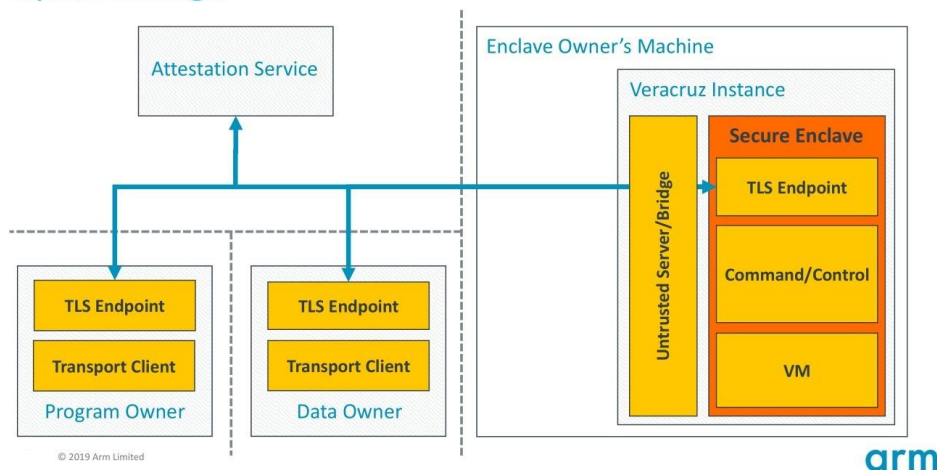 Attestation Service
Enclave Owner's Machine
Veracruz Instance
Untrusted Server/Bridge
Secure Enclave
TLS Endpoint
Command/Control
VM
TLS Endpoint
Transport Client
Program Owner
TLS Endpoint
Transport Client
Data Owner
© 2019 Arm Limited
arm